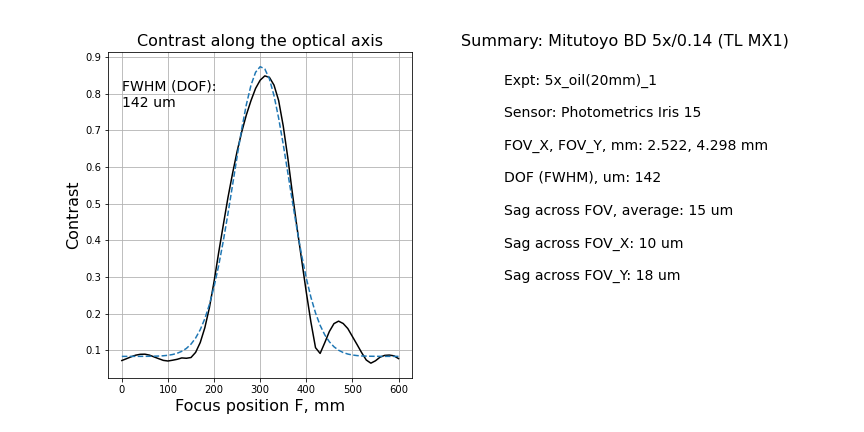 Contrast along the optical axis
FWHM (DOF):
142 um
0.9
0.8
0.7
0.6
0.5
0.4
0.3
0.2
0.1
Contrast
0 100 200 300 400 500 600
Focus position F, mm
Summary: Mitutoyo BD 5x/0.14 (TL MX1)
Expt: 5x_oil(20mm)_1
Sensor: Photometrics Iris 15
FOV_X, FOV_Y, mm: 2.522, 4.298 mm
DOF (FWHM), um: 142
Sag across FOV, average: 15 um
Sag across FOV_X: 10 um
Sag across FOV_Y: 18 um